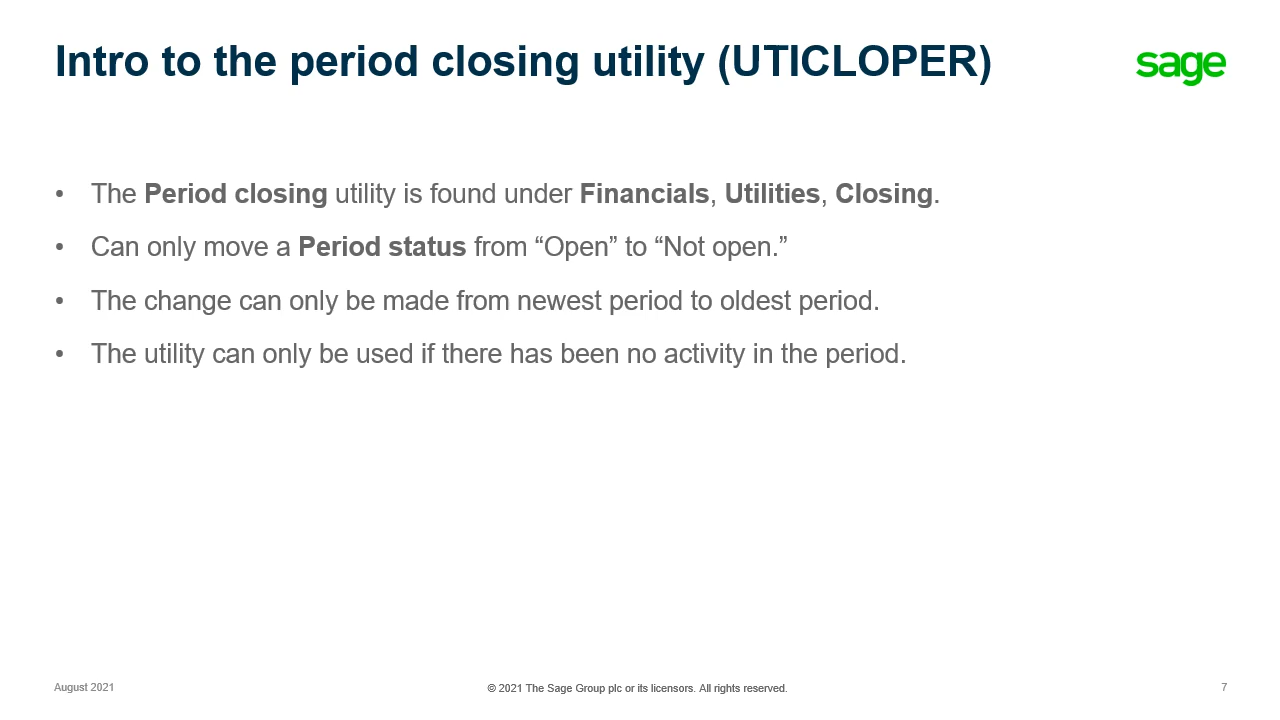 Intro to the period closing utility (UTICLOPER)
sage
• The Period closing utility is found under Financials, Utilities, Closing.
• Can only move a Period status from “Open” to “Not open.”
• The change can only be made from newest period to oldest period.
• The utility can only be used if there has been no activity in the period.
August 2021
© 2021 The Sage Group plc or its licensors. All rights reserved.
7